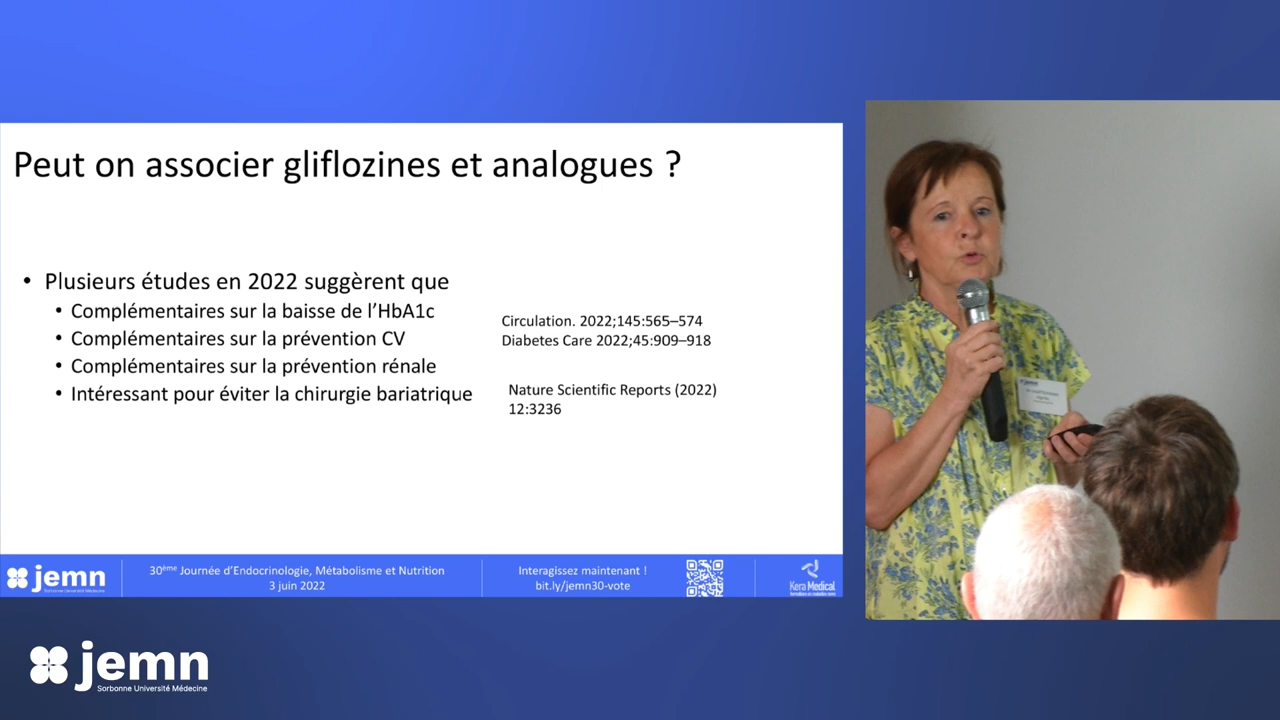 Peut on associer gliflozines et analogues ?
• Plusieurs études en 2022 suggèrent que
• Complémentaires sur la baisse de l'HbA1c
• Complémentaires sur la prévention CV
• Complémentaires sur la prévention rénale
• Intéressant pour éviter la chirurgie bariatrique
Circulation. 2022;145:565–574
Diabetes Care 2022;45:909–918
Nature Scientific Reports (2022)
12:3236
jemn
Sorbonne Université Médecine
30ème Journée d'Endocrinologie, Métabolisme et Nutrition
3 juin 2022
Interagissez maintenant !
bit.ly/jemn30-vote
Kera Medical
jemn
jemn
Sorbonne Université Médecine